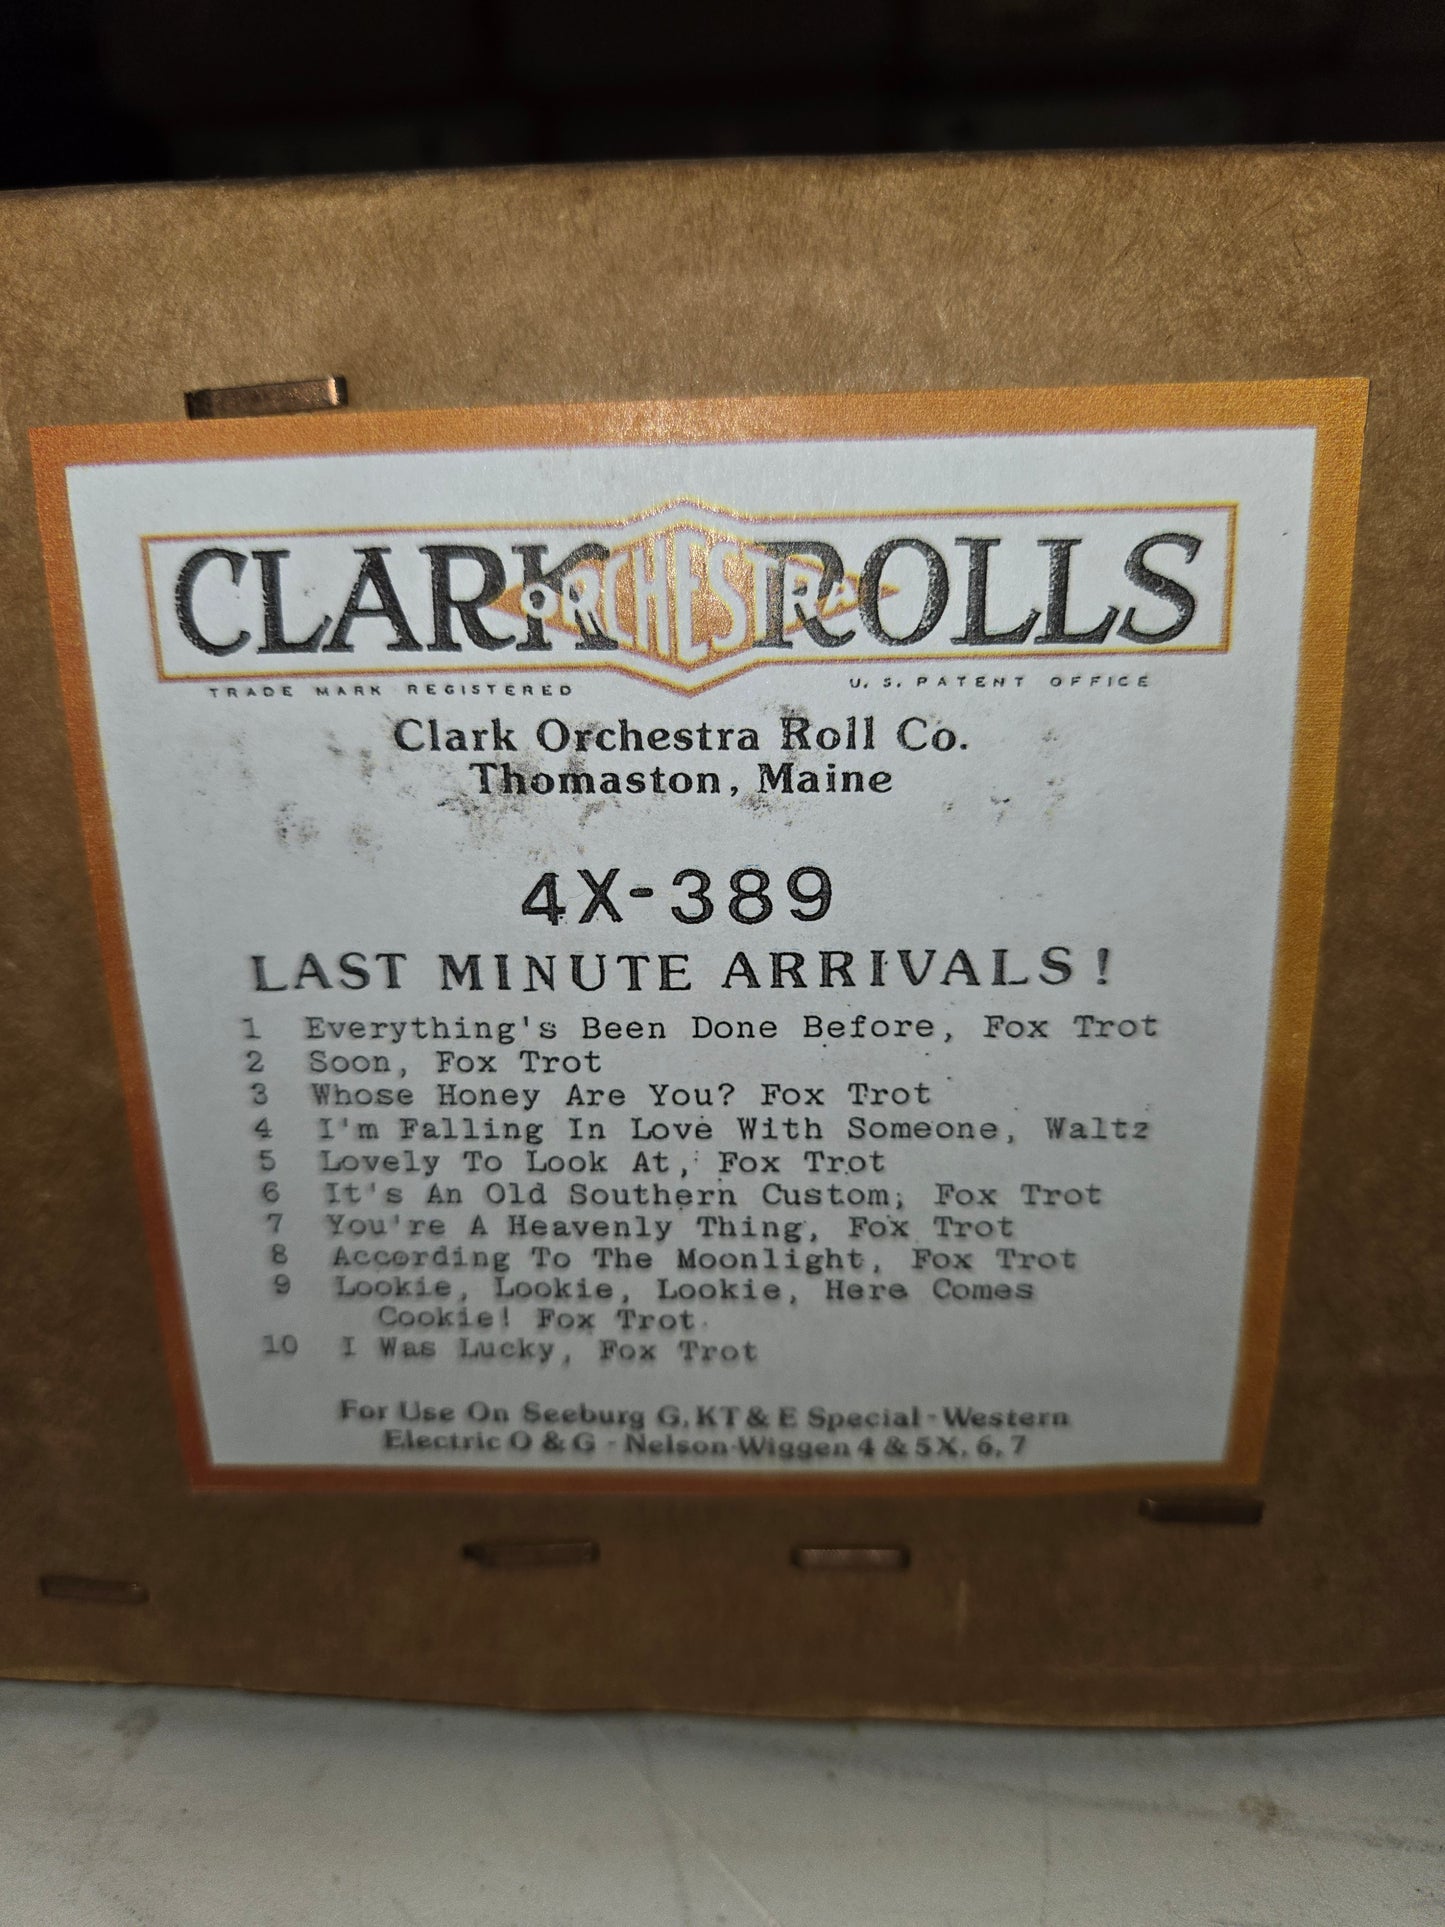 CLARK ORCHESTRA ROLLS
TRADE MARK REGISTERED U. S. PATENT OFFICE
Clark Orchestra Roll Co.
Thomaston, Maine
4X-389
LAST MINUTE ARRIVALS!
1 Everything's Been Done Before, Fox Trot
2 Soon, Fox Trot
3 Whose Honey Are You? Fox Trot
4 I'm Falling In Love With Someone, Waltz
5 Lovely To Look At, Fox Trot
6 It's An Old Southern Custom, Fox Trot
7 You're A Heavenly Thing, Fox Trot
8 According To The Moonlight, Fox Trot
9 Lookie, Lookie, Lookie, Here Comes
Cookie! Fox Trot
10 I Was Lucky, Fox Trot
For Use On Seeburg G, KT & E Special - Western
Electric O & G - Nelson-Wiggen 4 & 5X, 6, 7